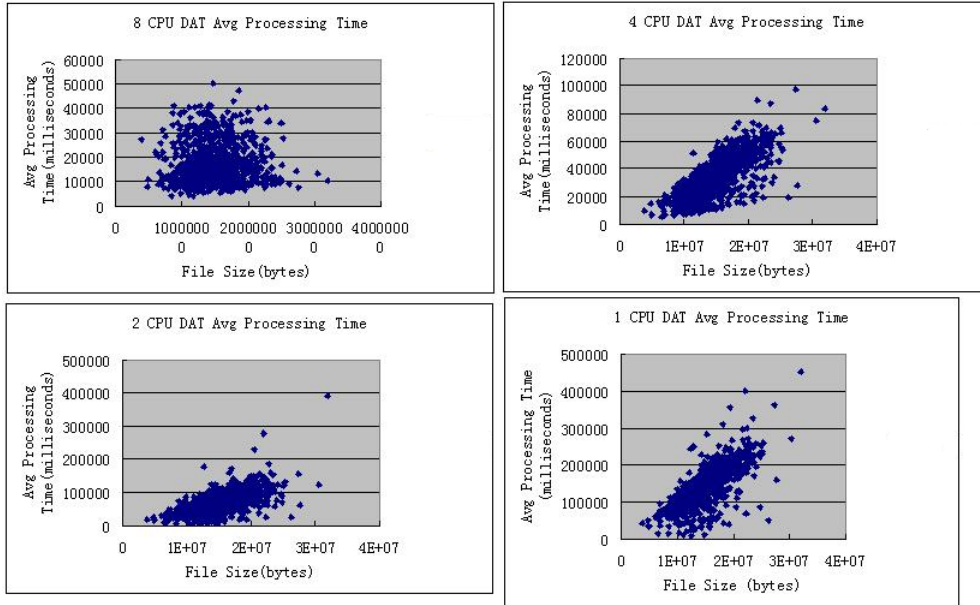 8 CPU DAT Avg Processing Time
Avg Processing
Time(milliseconds)
60000
50000
40000
30000
20000
10000
0
0 1000000 2000000 3000000 4000000
0 0 0 0
File Size(bytes)
4 CPU DAT Avg Processing Time
Avg Processing
Time(milliseconds)
120000
100000
80000
60000
40000
20000
0
0 1E+07 2E+07 3E+07 4E+07
File Size(bytes)
2 CPU DAT Avg Processing Time
Avg Processing
Time(milliseconds)
500000
400000
300000
200000
100000
0
0 1E+07 2E+07 3E+07 4E+07
File Size(bytes)
1 CPU DAT Avg Processing Time
Avg Processing Time
(milliseconds)
500000
400000
300000
200000
100000
0
0 1E+07 2E+07 3E+07 4E+07
File Size (bytes)